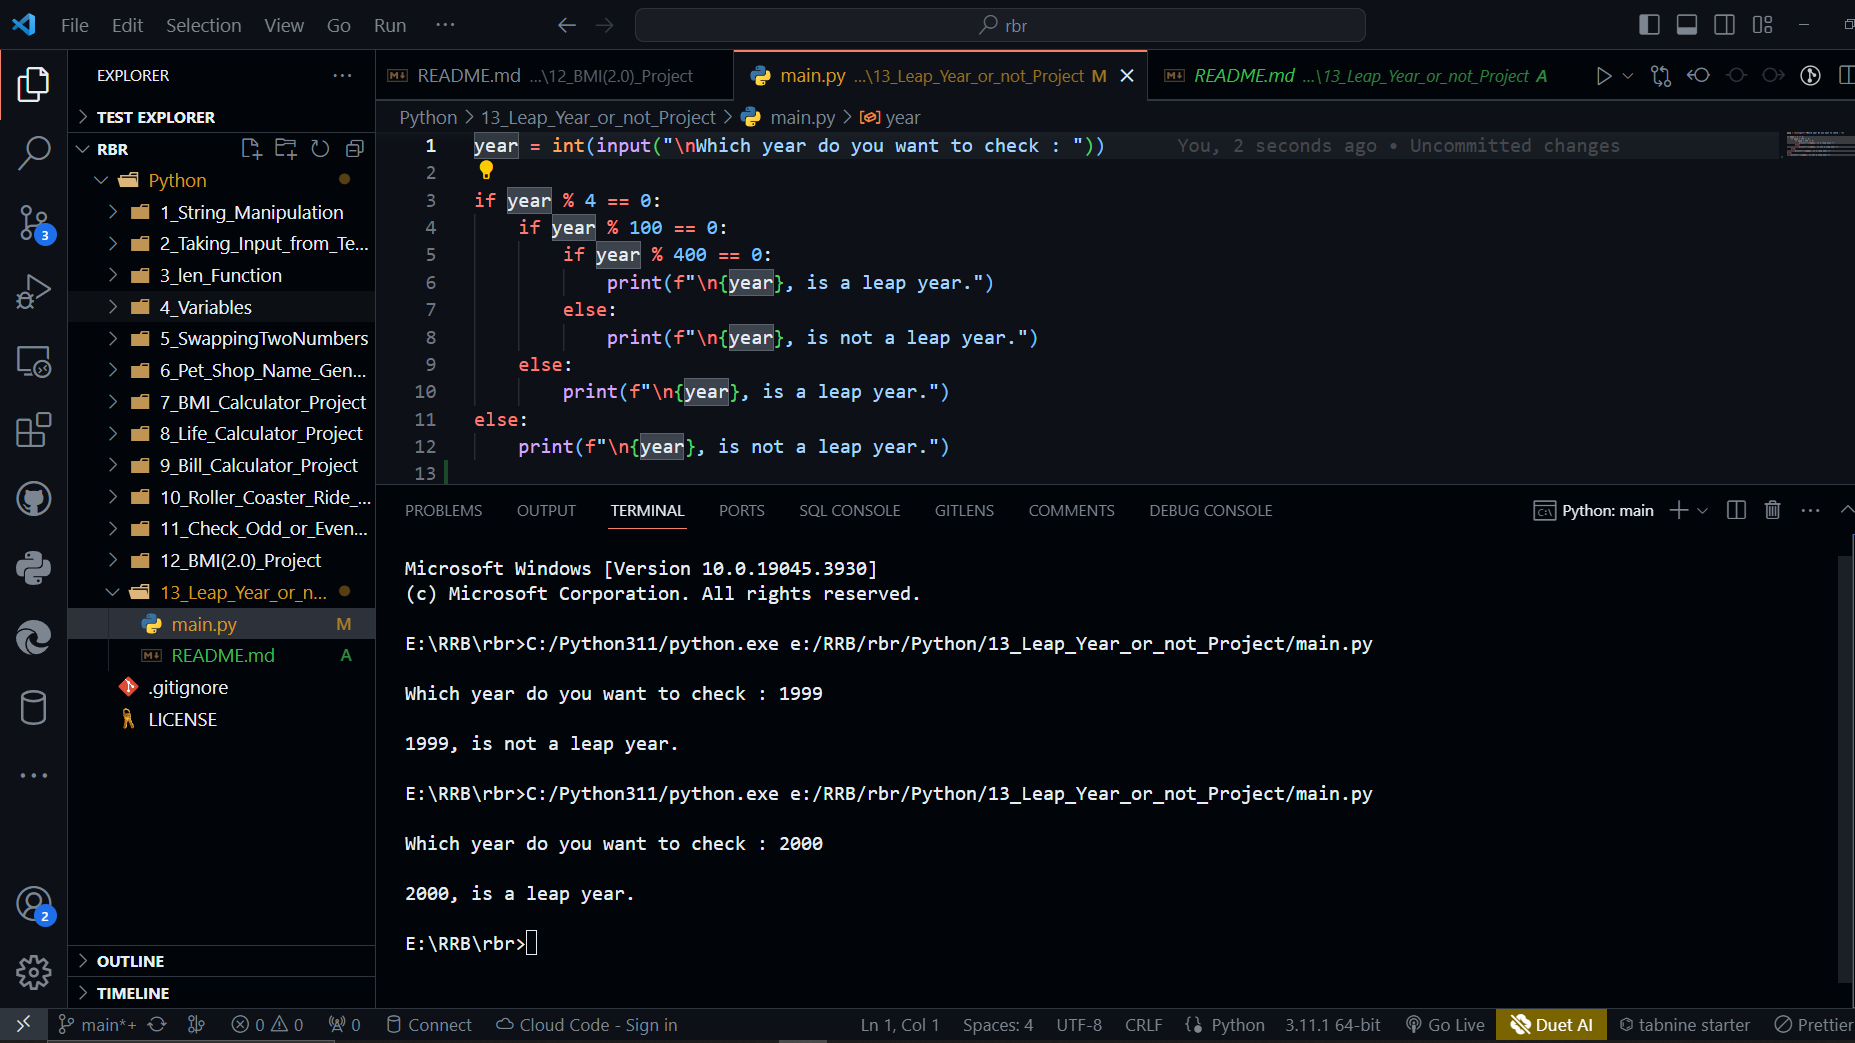 File Edit Selection View Go Run ··· rbr
EXPLORER ···
TEST EXPLORER
RBR
Python
1_String_Manipulation
2_Taking_Input_from_Te...
3_len_Function
4_Variables
5_SwappingTwoNumbers
6_Pet_Shop_Name_Gen...
7_BMI_Calculator_Project
8_Life_Calculator_Project
9_Bill_Calculator_Project
10_Roller_Coaster_Ride_...
11_Check_Odd_or_Even...
12_BMI(2.0)_Project
13_Leap_Year_or_n...
main.py M
README.md A
.gitignore
LICENSE
OUTLINE
TIMELINE
3
2
README.md ...\12_BMI(2.0)_Project main.py ...\13_Leap_Year_or_not_Project M README.md ...\13_Leap_Year_or_not_Project A
Python > 13_Leap_Year_or_not_Project > main.py > year
1 year = int(input("\nWhich year do you want to check : ")) You, 2 seconds ago • Uncommitted changes
2
3 if year % 4 == 0:
4 if year % 100 == 0:
5 if year % 400 == 0:
6 print(f"\n{year}, is a leap year.")
7 else:
8 print(f"\n{year}, is not a leap year.")
9 else:
10 print(f"\n{year}, is a leap year.")
11 else:
12 print(f"\n{year}, is not a leap year.")
13
PROBLEMS OUTPUT TERMINAL PORTS SQL CONSOLE GITLENS COMMENTS DEBUG CONSOLE Python: main
Microsoft Windows [Version 10.0.19045.3930]
(c) Microsoft Corporation. All rights reserved.
E:\RRB\rbr>C:/Python311/python.exe e:/RRB/rbr/Python/13_Leap_Year_or_not_Project/main.py
Which year do you want to check : 1999
1999, is not a leap year.
E:\RRB\rbr>C:/Python311/python.exe e:/RRB/rbr/Python/13_Leap_Year_or_not_Project/main.py
Which year do you want to check : 2000
2000, is a leap year.
E:\RRB\rbr>
main*+ 0 0 0 Connect Cloud Code - Sign in Ln 1, Col 1 Spaces: 4 UTF-8 CRLF Python 3.11.1 64-bit Go Live Duet AI tabnine starter Prettier